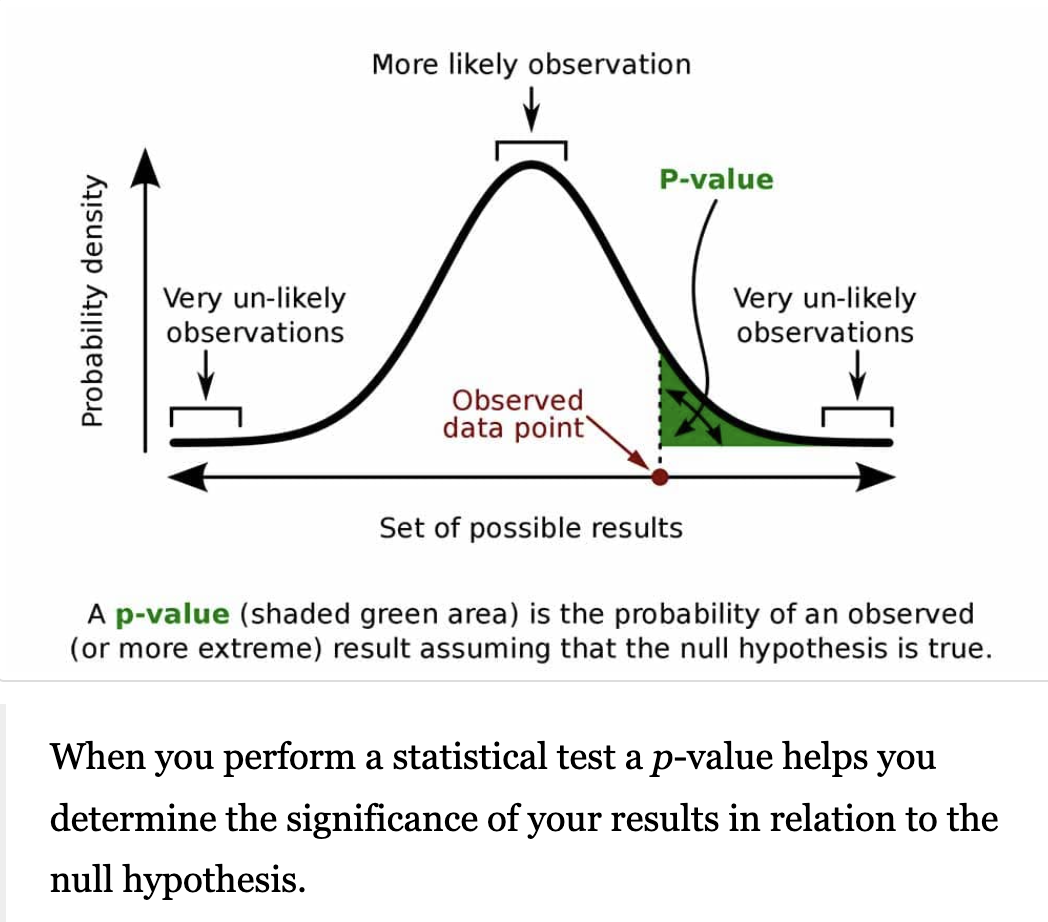 More likely observation
P-value
Probability density
Very un-likely
observations
Very un-likely
observations
Observed
data point
Set of possible results
A p-value (shaded green area) is the probability of an observed
(or more extreme) result assuming that the null hypothesis is true.
When you perform a statistical test a p-value helps you
determine the significance of your results in relation to the
null hypothesis.